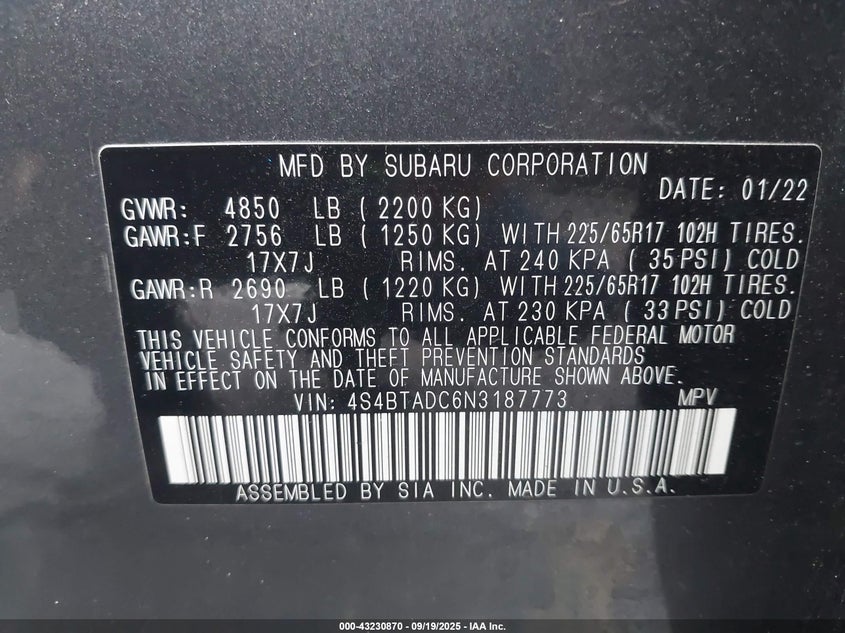 MFD BY SUBARU CORPORATION
DATE: 01/22
GVWR: 4850 LB ( 2200 KG)
GAWR:F 2756 LB ( 1250 KG) WITH 225/65R17 102H TIRES.
17X7J RIMS. AT 240 KPA ( 35 PSI) COLD
GAWR:R 2690 LB ( 1220 KG) WITH 225/65R17 102H TIRES.
17X7J RIMS. AT 230 KPA ( 33 PSI) COLD
THIS VEHICLE CONFORMS TO ALL APPLICABLE FEDERAL MOTOR
VEHICLE SAFETY AND THEFT PREVENTION STANDARDS
IN EFFECT ON THE DATE OF MANUFACTURE SHOWN ABOVE.
VIN: 4S4BTADC6N3187773 MPV
ASSEMBLED BY SIA INC. MADE IN U.S.A.
000-43230870 - 09/19/2025 - IAA Inc.